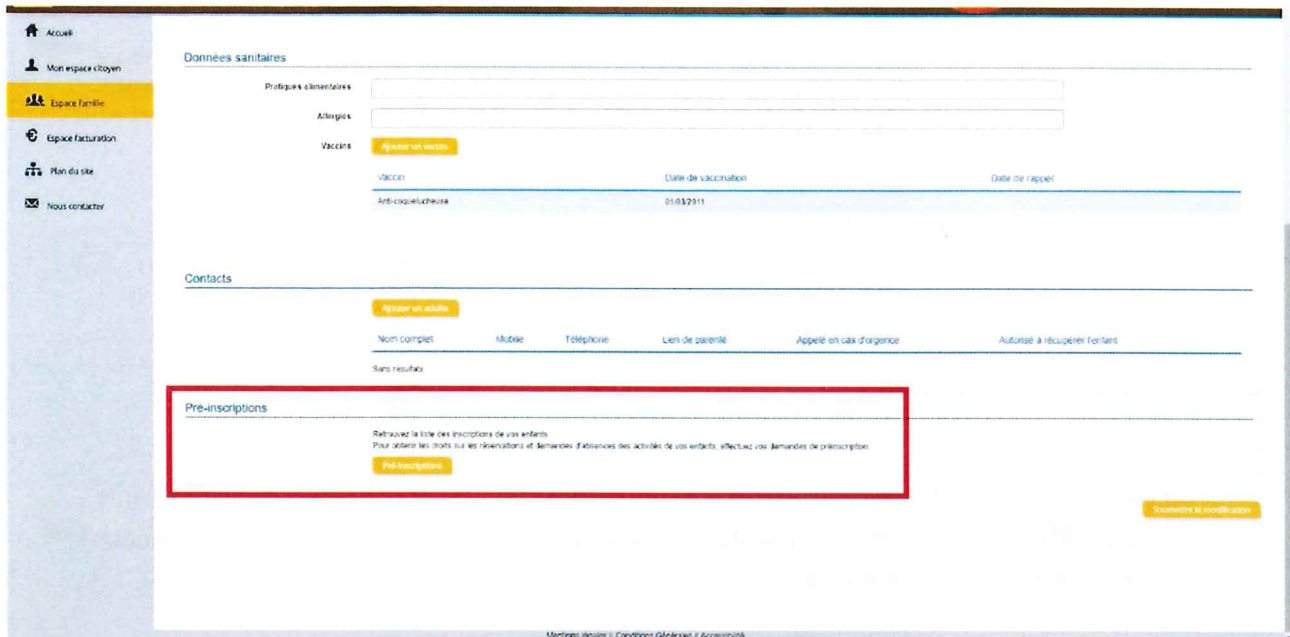 Accueil
Mon espace citoyen
Espace famille
Espace facturation
Plan du site
Nous contacter
Données sanitaires
Pratiques alimentaires
Allergies
Vaccins
Ajouter un vaccin
Vaccin Date de vaccination Date de rappel
Anti-coquelucheuse 01/03/2011
Contacts
Ajouter un adulte
Nom complet Mobile Téléphone Lien de parenté Appelé en cas d'urgence Autorisé à récupérer l'enfant
Sans résultats
Pré-inscriptions
Retrouvez la liste des inscriptions de vos enfants.
Pour obtenir les droits sur les réservations et demandes d'absences des activités de vos enfants, effectuez vos demandes de préinscription.
Pré-inscriptions
Soumettre la modification
Mentions légales | Conditions Générales | Accessibilité